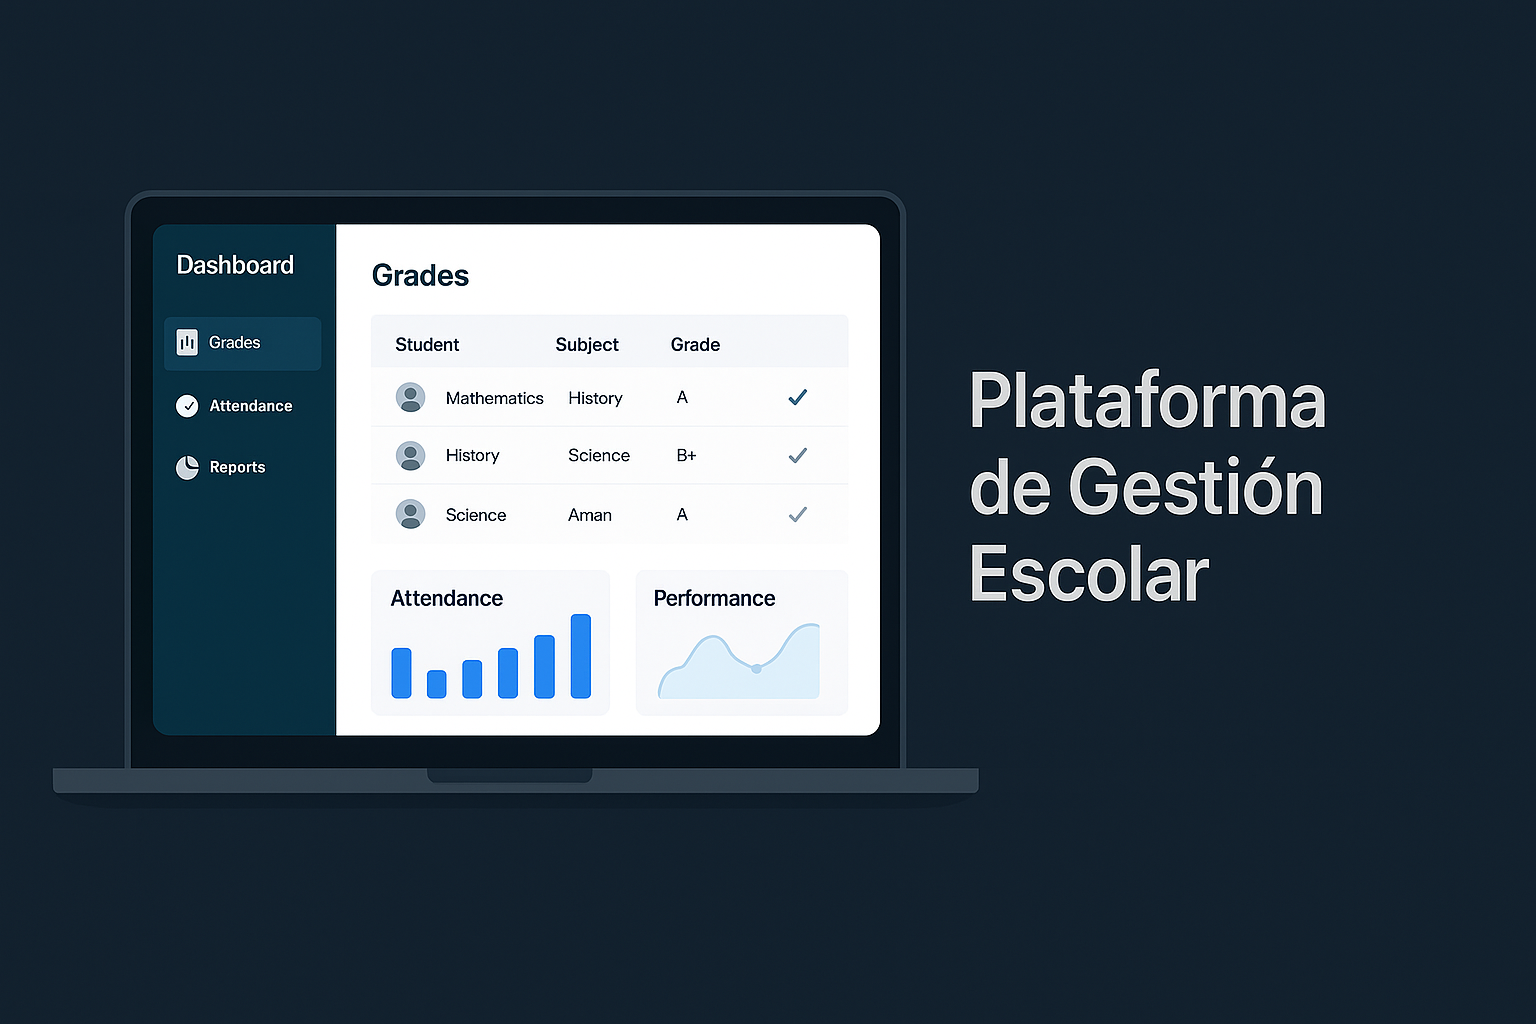 Dashboard
Grades
Attendance
Reports
Grades
Student Subject Grade
Mathematics History A
History Science B+
Science Aman A
Attendance
Performance
Plataforma
de Gestión
Escolar